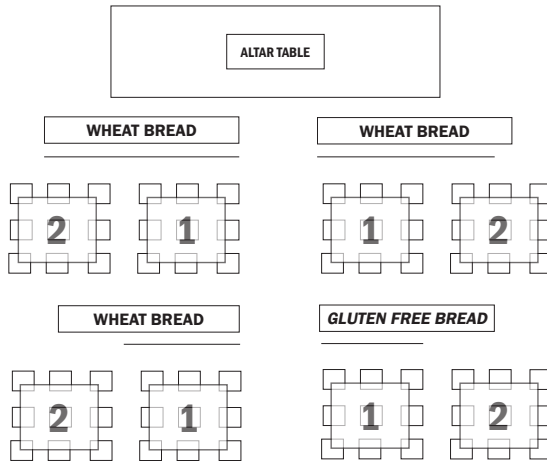 ALTAR TABLE
WHEAT BREAD WHEAT BREAD
2 1 1 2
WHEAT BREAD GLUTEN FREE BREAD
2 1 1 2